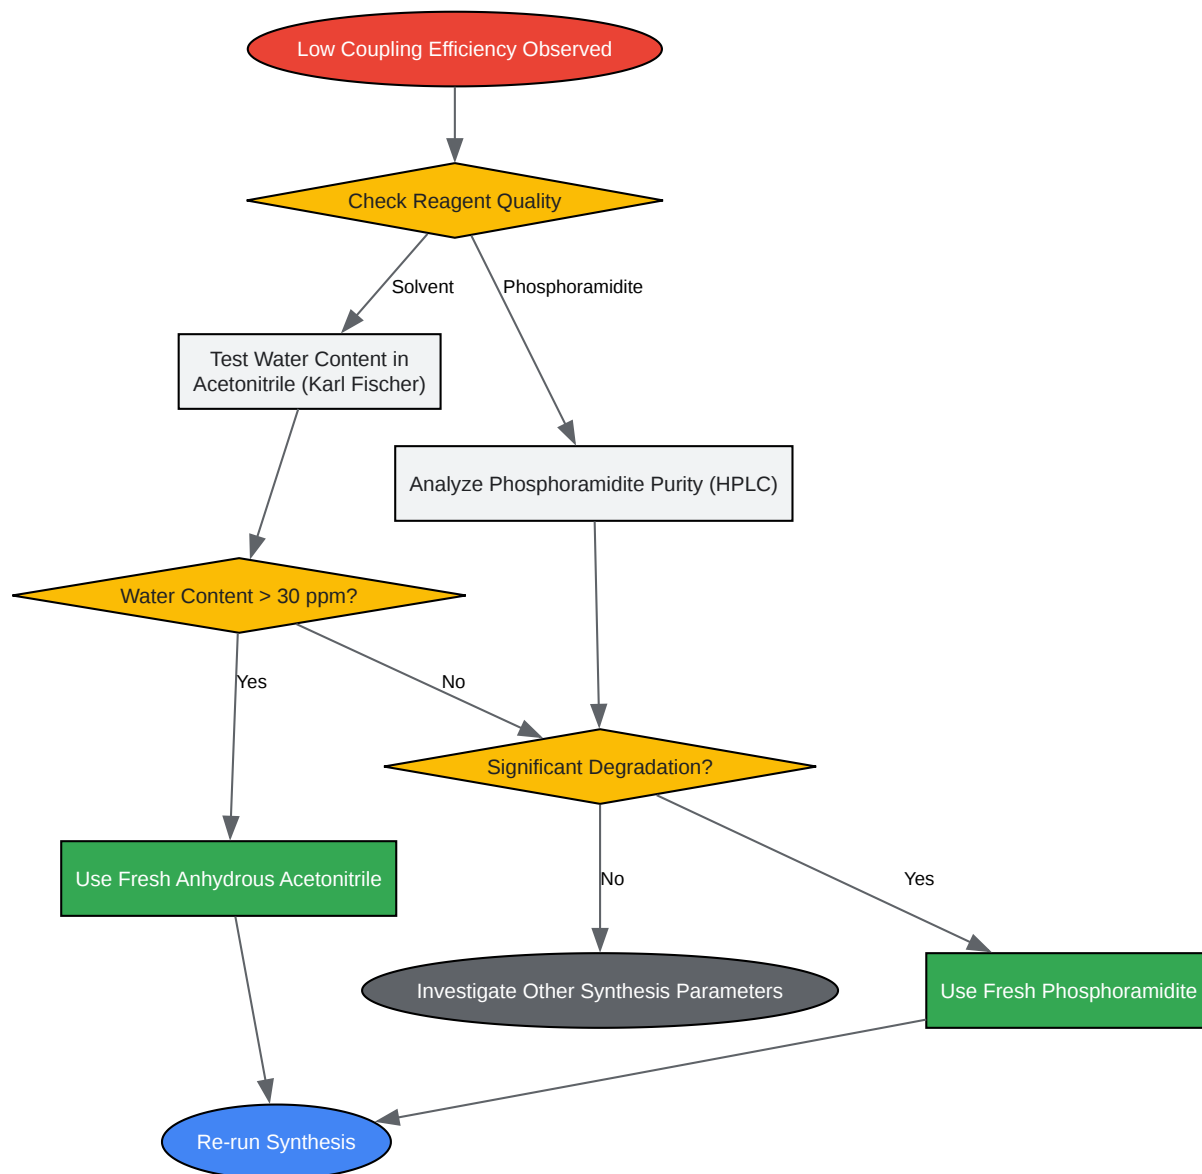 Low Coupling Efficiency Observed
Check Reagent Quality
Solvent
Phosphoramidite
Test Water Content in
Acetonitrile (Karl Fischer)
Analyze Phosphoramidite Purity (HPLC)
Water Content > 30 ppm?
Yes
No
Significant Degradation?
Use Fresh Anhydrous Acetonitrile
No
Yes
Investigate Other Synthesis Parameters
Use Fresh Phosphoramidite
Re-run Synthesis